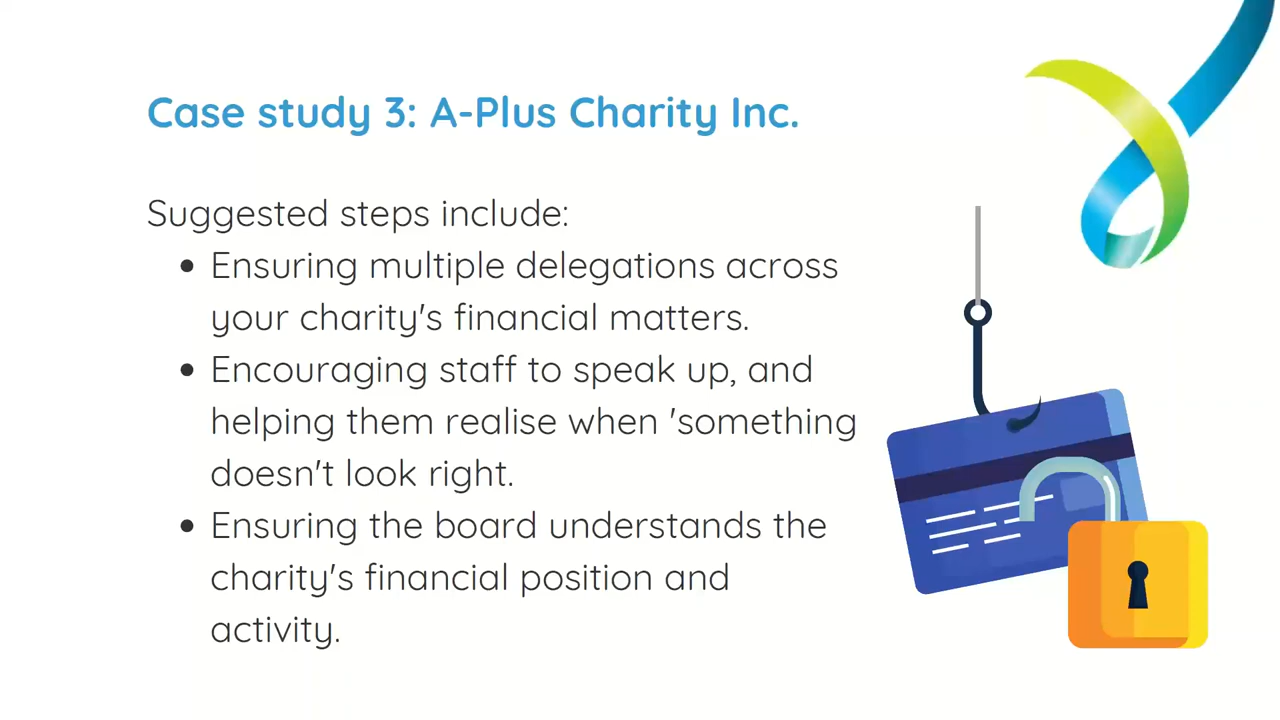 Case study 3: A-Plus Charity Inc.
Suggested steps include:
• Ensuring multiple delegations across
your charity's financial matters.
• Encouraging staff to speak up, and
helping them realise when 'something
doesn't look right.
• Ensuring the board understands the
charity's financial position and
activity.